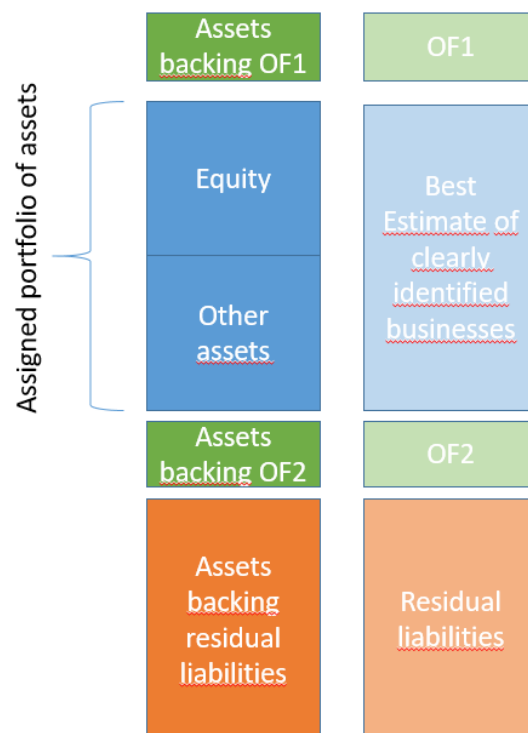 Assigned portfolio of assets
Assets
backing OF1
OF1
Equity
Other
assets
Best
Estimate of
clearly
identified
businesses
Assets
backing OF2
OF2
Assets
backing
residual
liabilities
Residual
liabilities